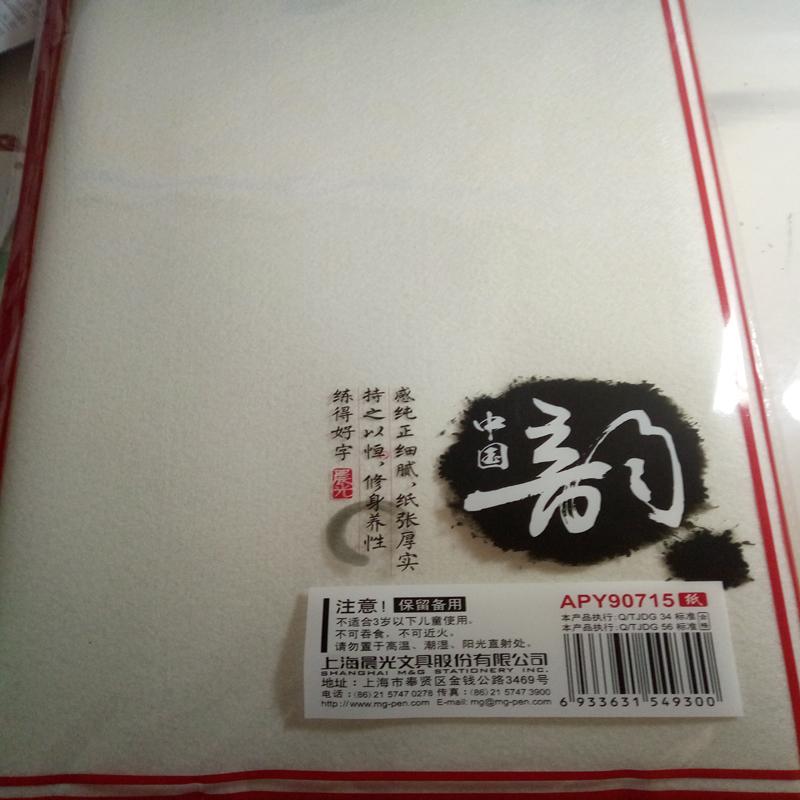 感纯正细腻，纸张厚实
持之以恒，修身养性
练得好字
晨光
中国
韵
注意！ 保留备用
不适合3岁以下儿童使用。
不可吞食，不可近火。
请勿置于高温、潮湿、阳光直射处。
上海晨光文具股份有限公司
SHANGHAI M&G STATIONERY INC.
地址：上海市奉贤区金钱公路3469号
电话：(86) 21 5747 0278 传真：(86) 21 5747 3900
http://www.mg-pen.com E-mail: mg@mg-pen.com
APY90715 纸
本产品执行：Q/TJDG 34 标准 合
本产品执行：Q/TJDG 56 标准 格
6 933631 549300